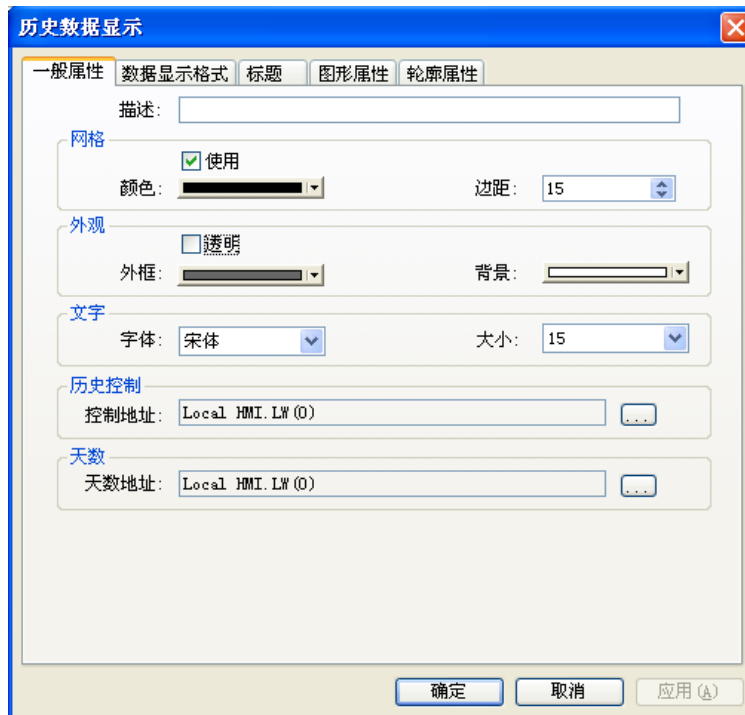 历史数据显示
一般属性 数据显示格式 标题 图形属性 轮廓属性
描述:
网格
使用
颜色: 边距: 15
外观
透明
外框: 背景:
文字
字体: 宋体 大小: 15
历史控制
控制地址: Local HMI.LW(0) ...
天数
天数地址: Local HMI.LW(0) ...
确定 取消 应用(A)